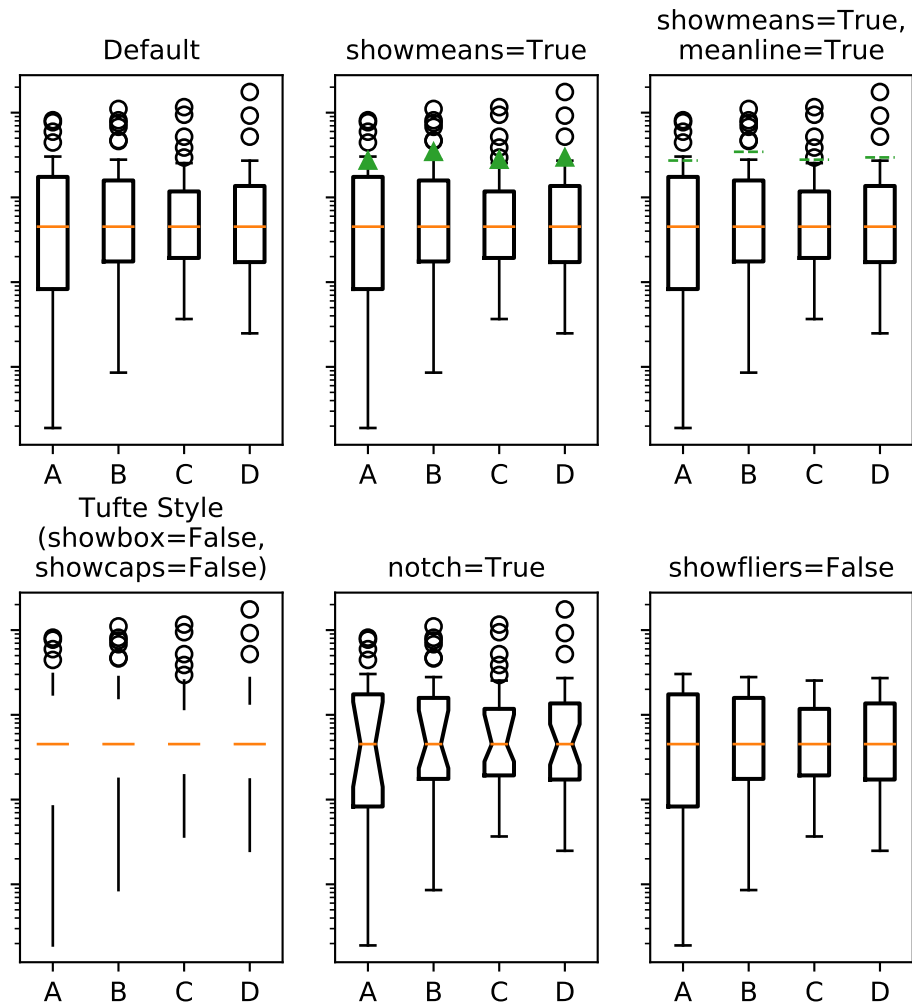 Default
showmeans=True
showmeans=True,
meanline=True
A B C D
A B C D
A B C D
Tufte Style
(showbox=False,
showcaps=False)
notch=True
showfliers=False
A B C D
A B C D
A B C D